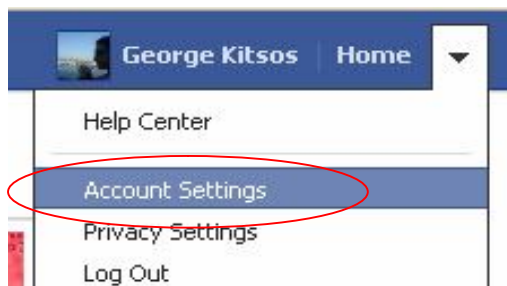 George Kitsos Home
Help Center
Account Settings
Privacy Settings
Log Out